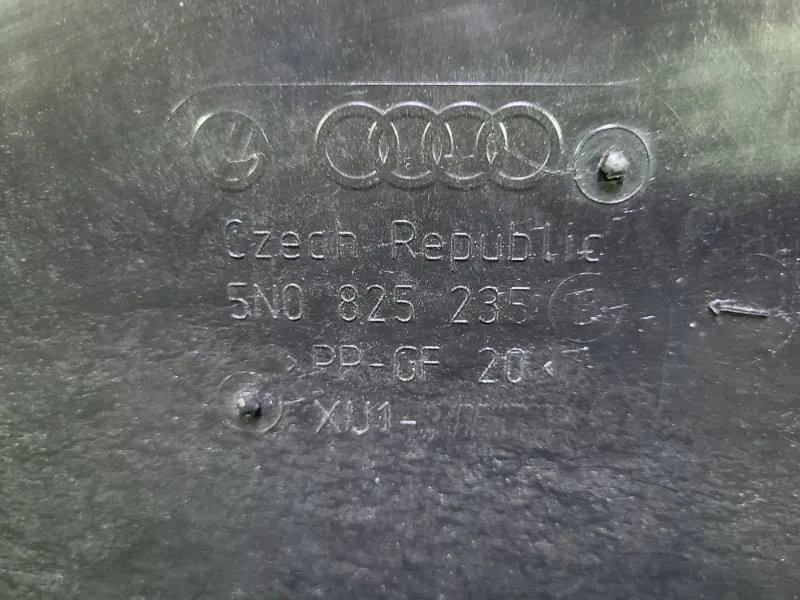 Czech Republic
5N0 825 235 B
>PP-GF 20<